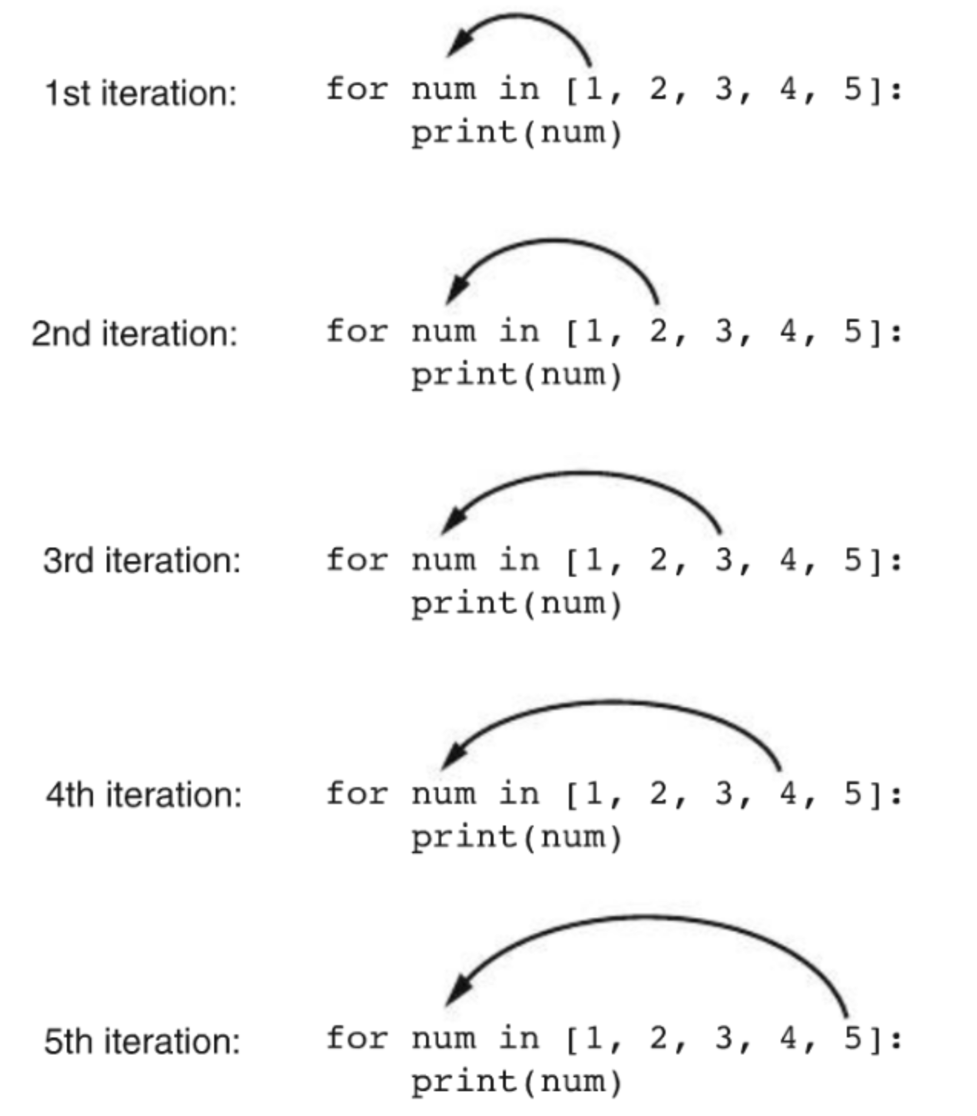 1st iteration: for num in [1, 2, 3, 4, 5]:
print(num)
2nd iteration: for num in [1, 2, 3, 4, 5]:
print(num)
3rd iteration: for num in [1, 2, 3, 4, 5]:
print(num)
4th iteration: for num in [1, 2, 3, 4, 5]:
print(num)
5th iteration: for num in [1, 2, 3, 4, 5]:
print(num)